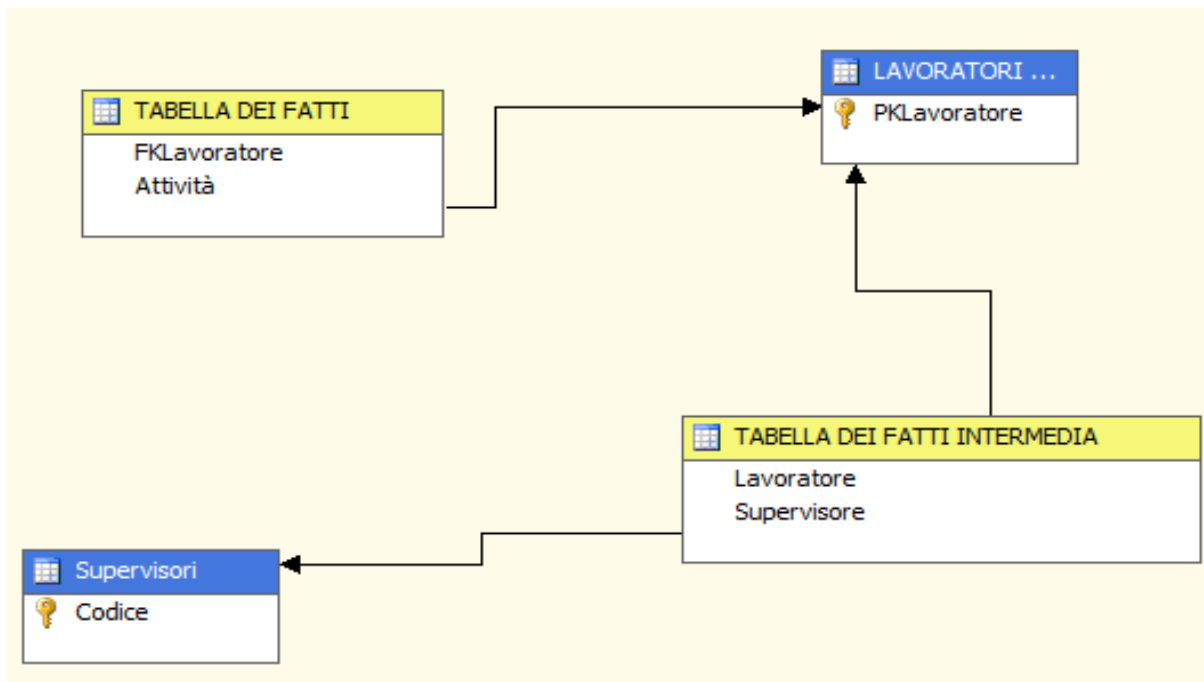 TABELLA DEI FATTI
FKLavoratore
Attività
LAVORATORI ...
PKLavoratore
TABELLA DEI FATTI INTERMEDIA
Lavoratore
Supervisore
Supervisori
Codice